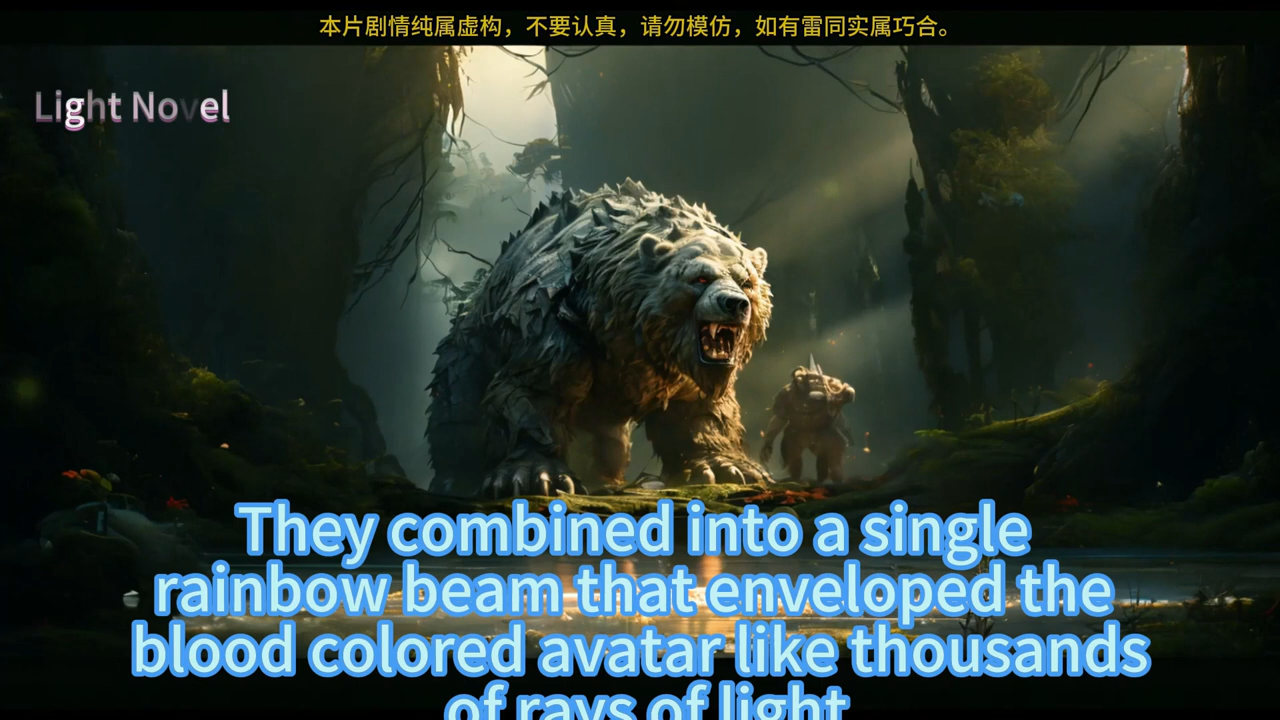 本片剧情纯属虚构，不要认真，请勿模仿，如有雷同实属巧合。
Light Novel
They combined into a single
rainbow beam that enveloped the
blood colored avatar like thousands
of rays of light